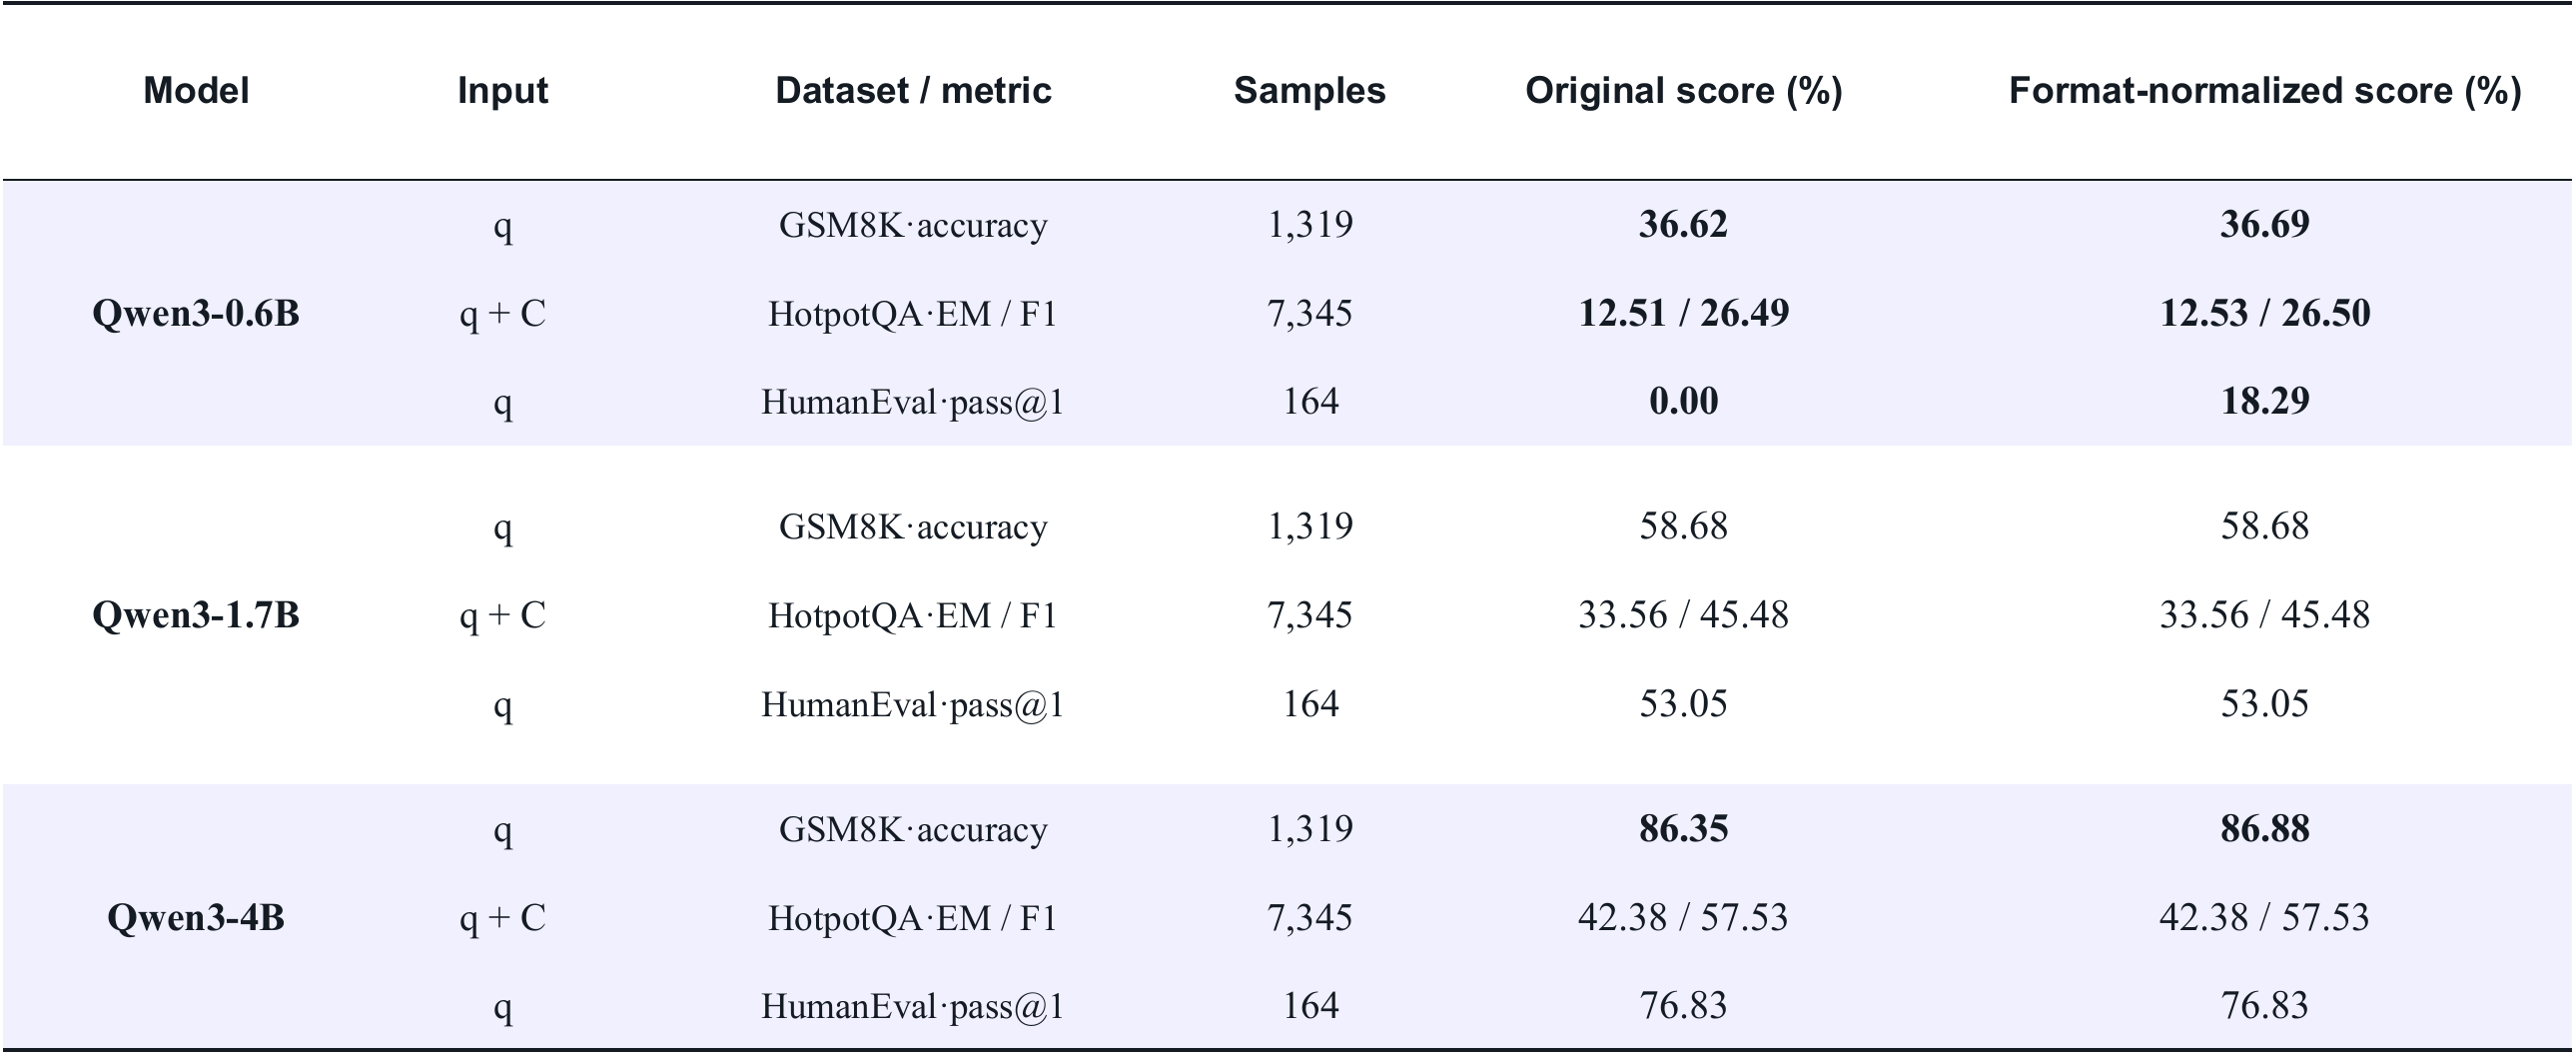 Model Input Dataset / metric Samples Original score (%) Format-normalized score (%)
q GSM8K·accuracy 1,319 36.62 36.69
Qwen3-0.6B q + C HotpotQA·EM / F1 7,345 12.51 / 26.49 12.53 / 26.50
q HumanEval·pass@1 164 0.00 18.29
q GSM8K·accuracy 1,319 58.68 58.68
Qwen3-1.7B q + C HotpotQA·EM / F1 7,345 33.56 / 45.48 33.56 / 45.48
q HumanEval·pass@1 164 53.05 53.05
q GSM8K·accuracy 1,319 86.35 86.88
Qwen3-4B q + C HotpotQA·EM / F1 7,345 42.38 / 57.53 42.38 / 57.53
q HumanEval·pass@1 164 76.83 76.83